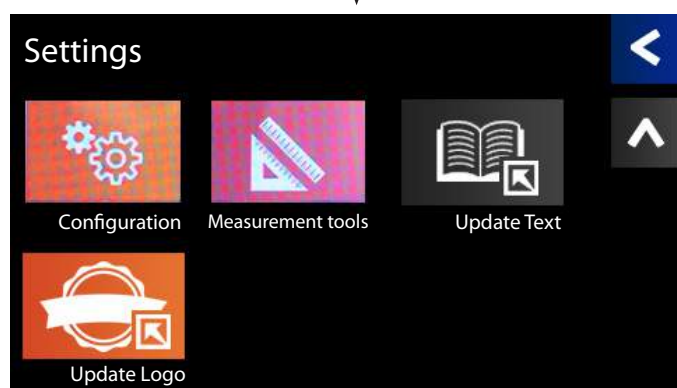 Settings
Configuration
Measurement tools
Update Text
Update Logo